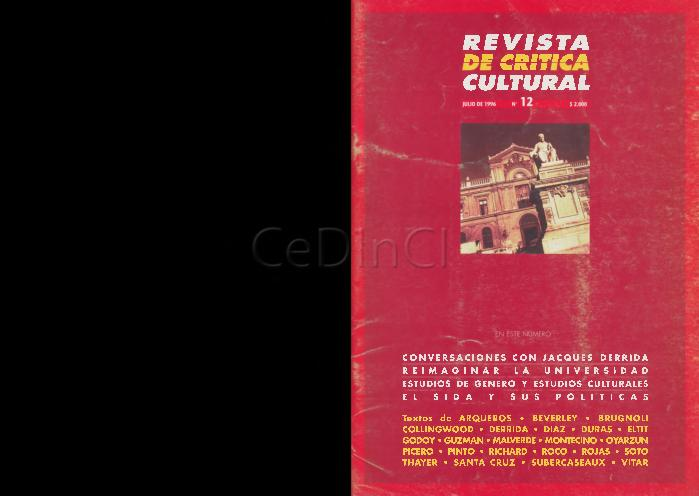 REVISTA
DE CRITICA
CULTURAL
JULIO DE 1996 Nº 12 $ 2.000
CeDInCI
EN ESTE NUMERO
CONVERSACIONES CON JACQUES DERRIDA
REIMAGINAR LA UNIVERSIDAD
ESTUDIOS DE GENERO Y ESTUDIOS CULTURALES
EL SIDA Y SUS POLITICAS
Textos de ARQUEROS • BEVERLEY • BRUGNOLI
COLLINGWOOD • DERRIDA • DIAZ • DURAS • ELTIT
GODOY • GUZMAN • MALVERDE • MONTECINO • OYARZUN
PICERO • PINTO • RICHARD • ROCO • ROJAS • SOTO
THAYER • SANTA CRUZ • SUBERCASEAUX • VITAR